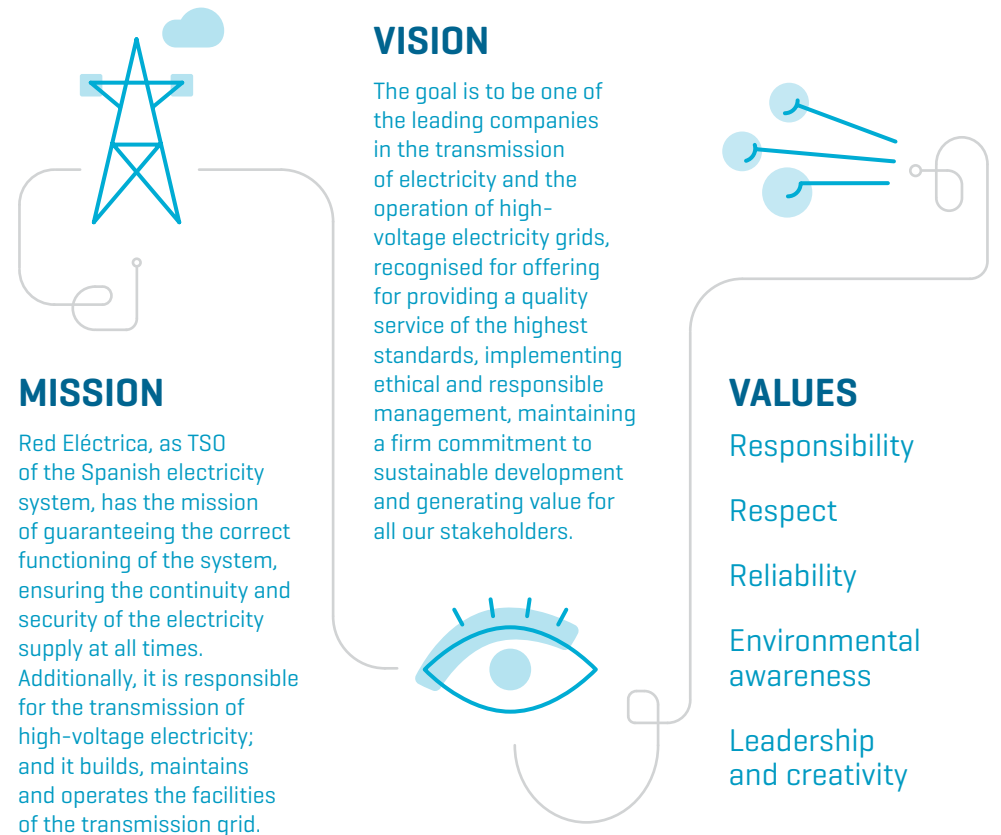 MISSION
Red Eléctrica, as TSO
of the Spanish electricity
system, has the mission
of guaranteeing the correct
functioning of the system,
ensuring the continuity and
security of the electricity
supply at all times.
Additionally, it is responsible
for the transmission of
high-voltage electricity;
and it builds, maintains
and operates the facilities
of the transmission grid.
VISION
The goal is to be one of
the leading companies
in the transmission
of electricity and the
operation of high-
voltage electricity grids,
recognised for offering
for providing a quality
service of the highest
standards, implementing
ethical and responsible
management, maintaining
a firm commitment to
sustainable development
and generating value for
all our stakeholders.
VALUES
Responsibility
Respect
Reliability
Environmental
awareness
Leadership
and creativity